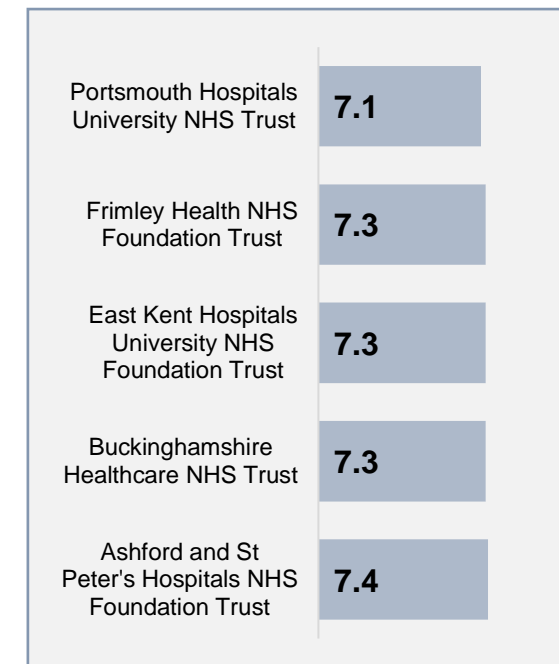 Portsmouth Hospitals
University NHS Trust
7.1
Frimley Health NHS
Foundation Trust
7.3
East Kent Hospitals
University NHS
Foundation Trust
7.3
Buckinghamshire
Healthcare NHS Trust
7.3
Ashford and St
Peter's Hospitals NHS
Foundation Trust
7.4